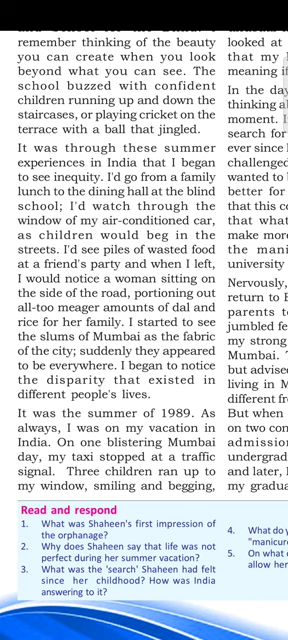 remember thinking of the beauty
you can create when you look
beyond what you can see. The
school buzzed with confident
children running up and down the
staircases, or playing cricket on the
terrace with a ball that jingled.
It was through these summer
experiences in India that I began
to see inequity. I'd go from a family
lunch to the dining hall at the blind
school; I'd watch through the
window of my air-conditioned car,
as children would beg in the
streets. I'd see piles of wasted food
at a friend's party and when I left,
I would notice a woman sitting on
the side of the road, portioning out
all-too meager amounts of dal and
rice for her family. I started to see
the slums of Mumbai as the fabric
of the city; suddenly they appeared
to be everywhere. I began to notice
the disparity that existed in
different people's lives.
It was the summer of 1989. As
always, I was on my vacation in
India. On one blistering Mumbai
day, my taxi stopped at a traffic
signal. Three children ran up to
my window, smiling and begging,
looked at
that my
meaning if
In the day
thinking ab
moment. I
search for
ever since
challenged
wanted to
better for
that this co
that what
make more
the mani
university
Nervously,
return to E
parents to
jumbled fe
my strong
Mumbai. T
but advised
living in M
different fr
But when
on two con
admission
undergrad
and later, I
my gradua
Read and respond
1. What was Shaheen's first impression of
the orphanage?
2. Why does Shaheen say that life was not
perfect during her summer vacation?
3. What was the 'search' Shaheen had felt
since her childhood? How was India
answering to it?
4. What do y
"manicure
5. On what c
allow her